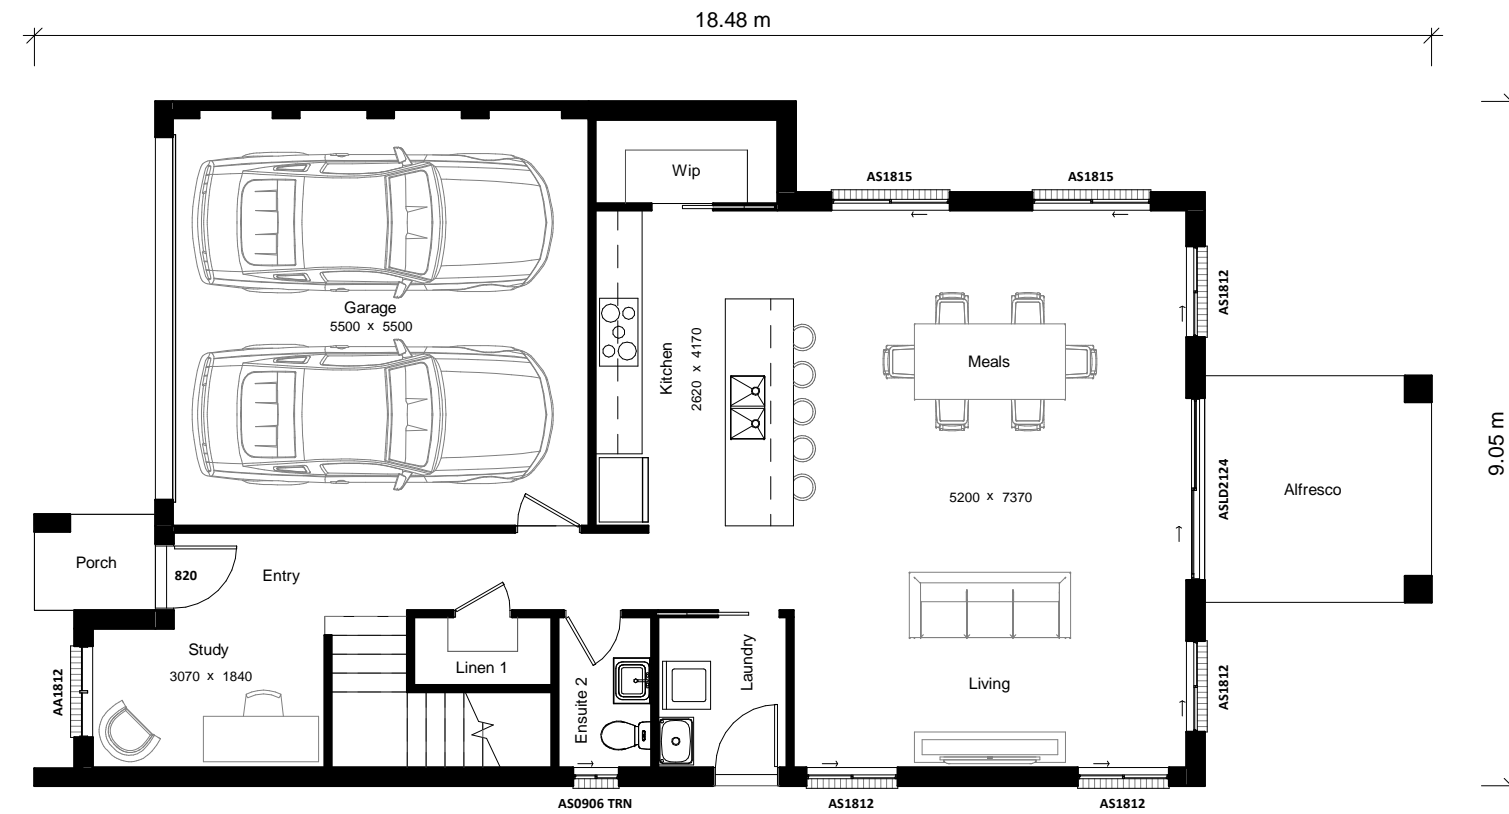 18.48 m
AS1815
AS1815
Wip
AS1812
Garage
5500 x 5500
Kitchen
2620 x 4170
Meals
9.05 m
5200 x 7370
ASLD2124
Alfresco
Porch
820
Entry
Study
3070 x 1840
Linen 1
Laundry
Living
AA1812
Ensuite 2
AS1812
AS0906 TRN
AS1812
AS1812